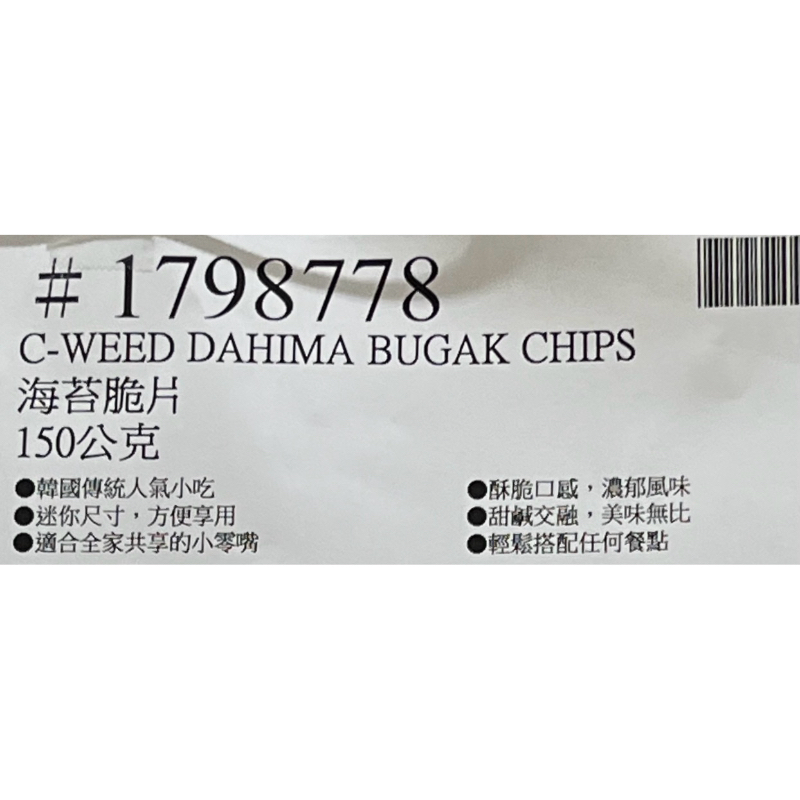 #1798778
C-WEED DAHIMA BUGAK CHIPS
海苔脆片
150公克
●韓國傳統人氣小吃
●迷你尺寸，方便享用
●適合全家共享的小零嘴
●酥脆口感，濃郁風味
●甜鹹交融，美味無比
●輕鬆搭配任何餐點